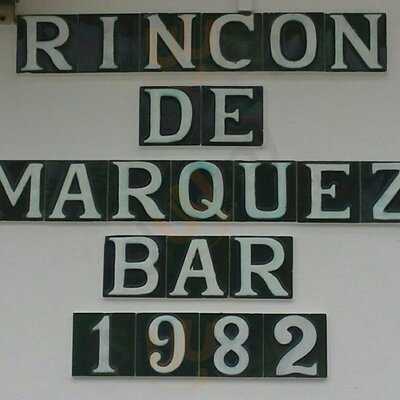 RINCON
DE
MARQUEZ
BAR
1982